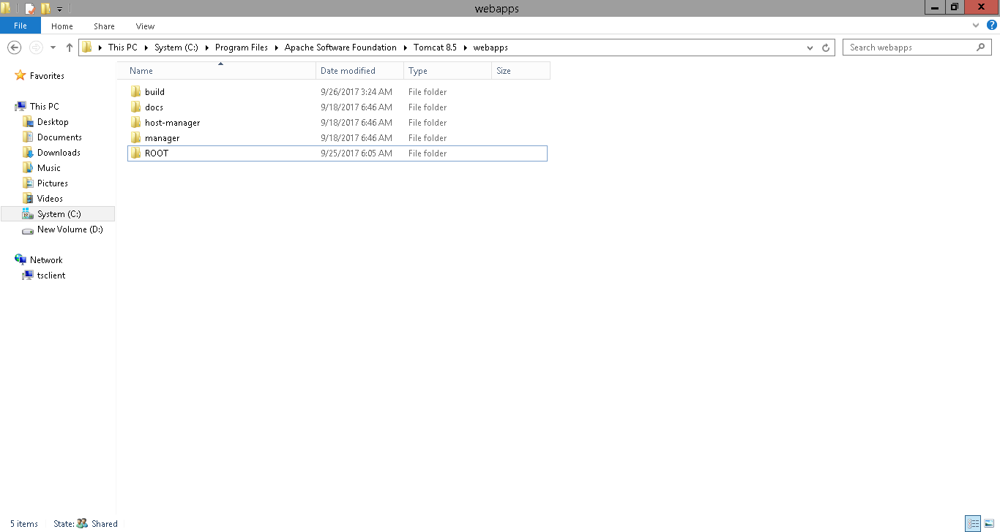 webapps
File Home Share View
This PC System (C:) Program Files Apache Software Foundation Tomcat 8.5 webapps
Search webapps
Name Date modified Type Size
Favorites
This PC
Desktop
Documents
Downloads
Music
Pictures
Videos
System (C:)
New Volume (D:)
Network
tsclient
build 9/26/2017 3:24 AM File folder
docs 9/18/2017 6:46 AM File folder
host-manager 9/18/2017 6:46 AM File folder
manager 9/18/2017 6:46 AM File folder
ROOT 9/25/2017 6:05 AM File folder
5 items State: Shared